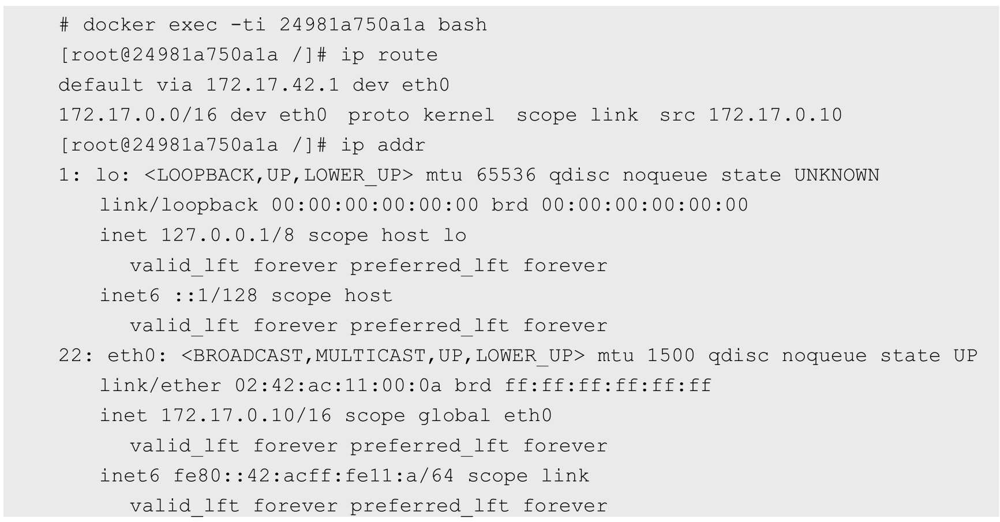 # docker exec -ti 24981a750a1a bash
[root@24981a750a1a /]# ip route
default via 172.17.42.1 dev eth0
172.17.0.0/16 dev eth0 proto kernel scope link src 172.17.0.10
[root@24981a750a1a /]# ip addr
1: lo: <LOOPBACK,UP,LOWER_UP> mtu 65536 qdisc noqueue state UNKNOWN
link/loopback 00:00:00:00:00:00 brd 00:00:00:00:00:00
inet 127.0.0.1/8 scope host lo
valid_lft forever preferred_lft forever
inet6 ::1/128 scope host
valid_lft forever preferred_lft forever
22: eth0: <BROADCAST,MULTICAST,UP,LOWER_UP> mtu 1500 qdisc noqueue state UP
link/ether 02:42:ac:11:00:0a brd ff:ff:ff:ff:ff:ff
inet 172.17.0.10/16 scope global eth0
valid_lft forever preferred_lft forever
inet6 fe80::42:acff:fe11:a/64 scope link
valid_lft forever preferred_lft forever